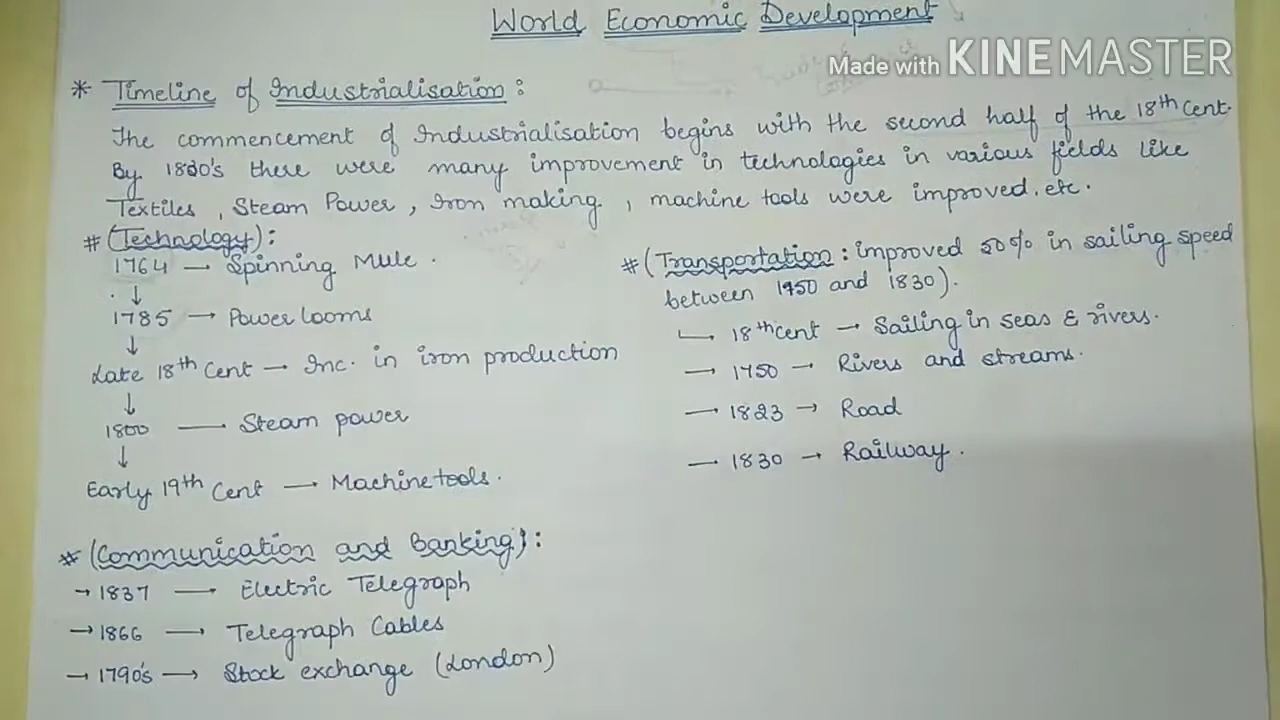 World Economic Development
Made with KINEMASTER
* Timeline of Industrialisation :
The commencement of Industrialisation begins with the second half of the 18th Cent.
By 1800's there were many improvement in technologies in various fields like
Textiles , Steam Power , Iron making , machine tools were improved. etc.
# (Technology) :
1764 → Spinning Mule .
↓
1785 → Power looms
↓
Late 18th Cent → Inc. in iron production
↓
1800 — Steam power
↓
Early 19th Cent — Machine tools.
# (Transportation : improved 50% in sailing speed
between 1750 and 1830).
→ 18th cent → Sailing in seas & rivers.
→ 1750 → Rivers and streams.
→ 1823 → Road
→ 1830 → Railway .
# (Communication and Banking) :
→ 1837 — Electric Telegraph
→ 1866 → Telegraph Cables
→ 1790's → Stock exchange (London)